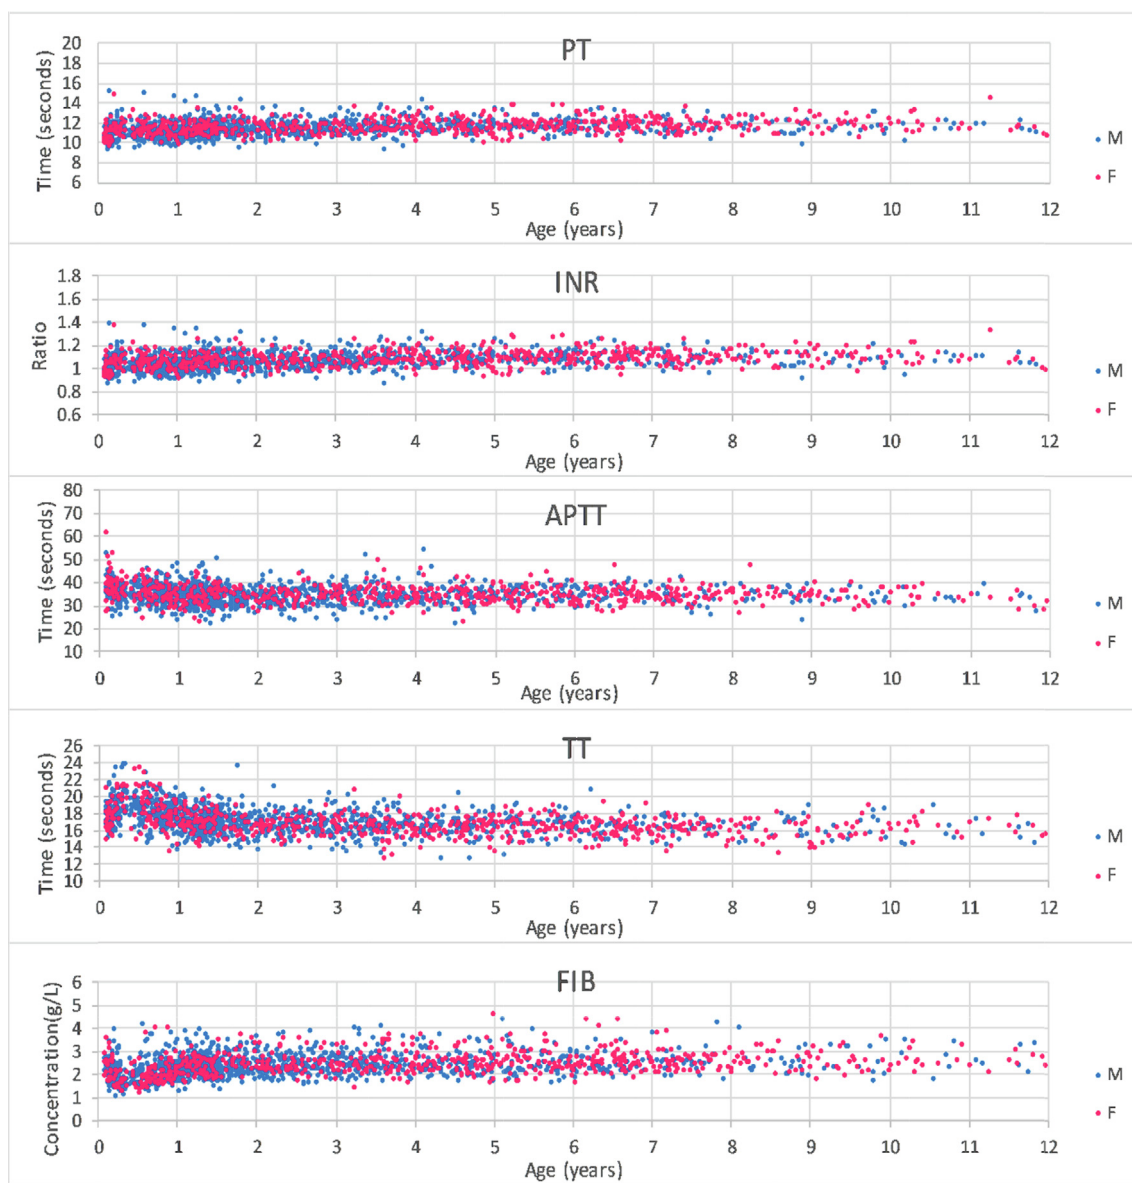 PT
Time (seconds)
20
18
16
14
12
10
8
6
0 1 2 3 4 5 6 7 8 9 10 11 12
Age (years)
M
F
INR
Ratio
1.8
1.6
1.4
1.2
1
0.8
0.6
0 1 2 3 4 5 6 7 8 9 10 11 12
Age (years)
M
F
APTT
Time (seconds)
80
70
60
50
40
30
20
10
0 1 2 3 4 5 6 7 8 9 10 11 12
Age (years)
M
F
TT
Time (seconds)
26
24
22
20
18
16
14
12
10
0 1 2 3 4 5 6 7 8 9 10 11 12
Age (years)
M
F
FIB
Concentration(g/L)
6
5
4
3
2
1
0
0 1 2 3 4 5 6 7 8 9 10 11 12
Age (years)
M
F